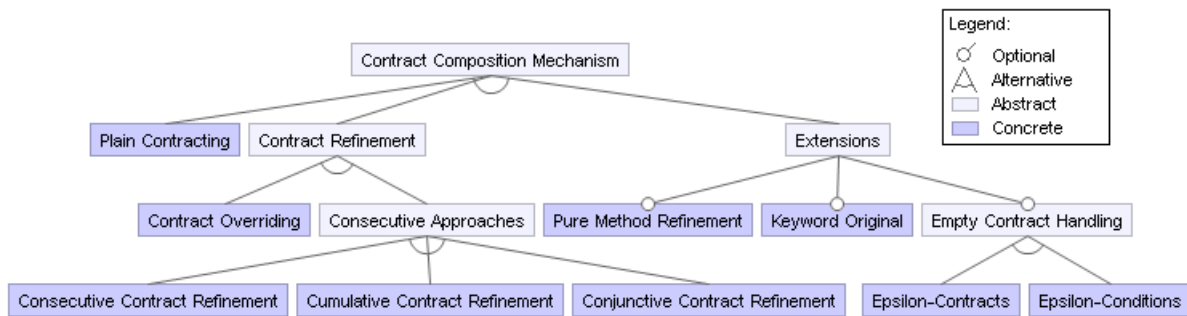 Legend:
Optional
Alternative
Abstract
Concrete
Contract Composition Mechanism
Plain Contracting
Contract Refinement
Extensions
Contract Overriding
Consecutive Approaches
Pure Method Refinement
Keyword Original
Empty Contract Handling
Consecutive Contract Refinement
Cumulative Contract Refinement
Conjunctive Contract Refinement
Epsilon-Contracts
Epsilon-Conditions